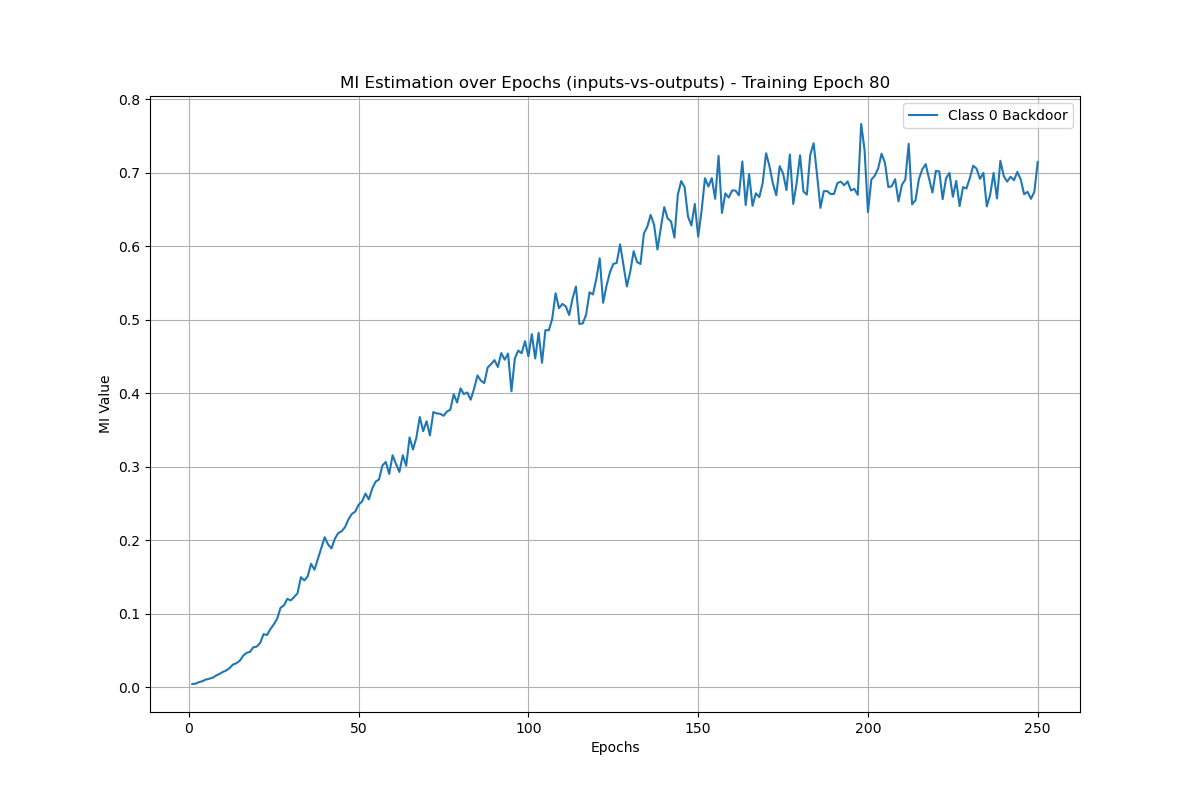 MI Estimation over Epochs (inputs-vs-outputs) - Training Epoch 80
Class 0 Backdoor
0.8
0.7
0.6
0.5
0.4
0.3
0.2
0.1
0.0
MI Value
0 50 100 150 200 250
Epochs